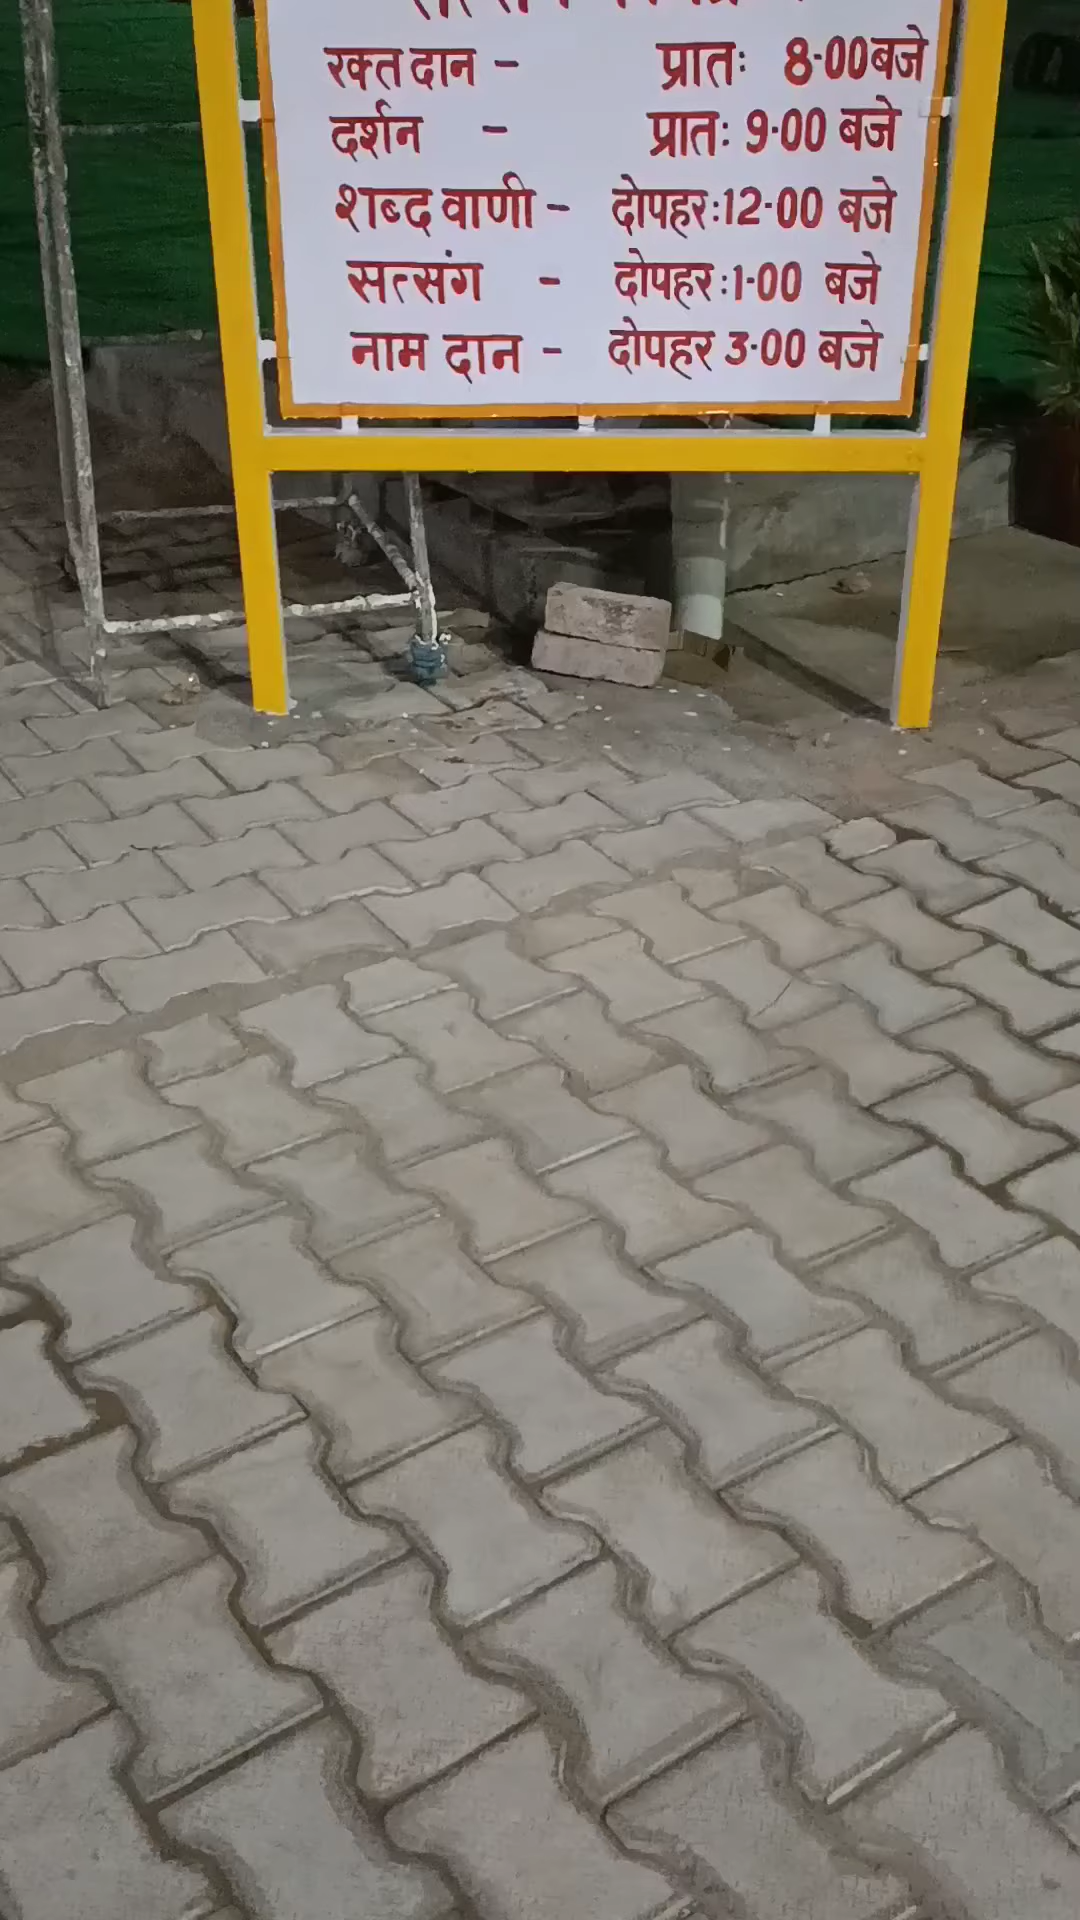 रक्त दान - प्रातः 8·00 बजे
दर्शन - प्रातः 9·00 बजे
शब्द वाणी - दोपहर : 12·00 बजे
सत्संग - दोपहर : 1·00 बजे
नाम दान - दोपहर 3·00 बजे